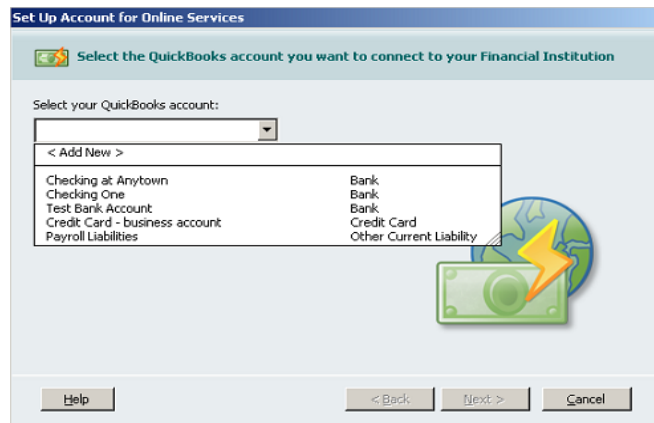 Set Up Account for Online Services
Select the QuickBooks account you want to connect to your Financial Institution
Select your QuickBooks account:
< Add New >
Checking at Anytown Bank
Checking One Bank
Test Bank Account Bank
Credit Card - business account Credit Card
Payroll Liabilities Other Current Liability
Help < Back Next > Cancel